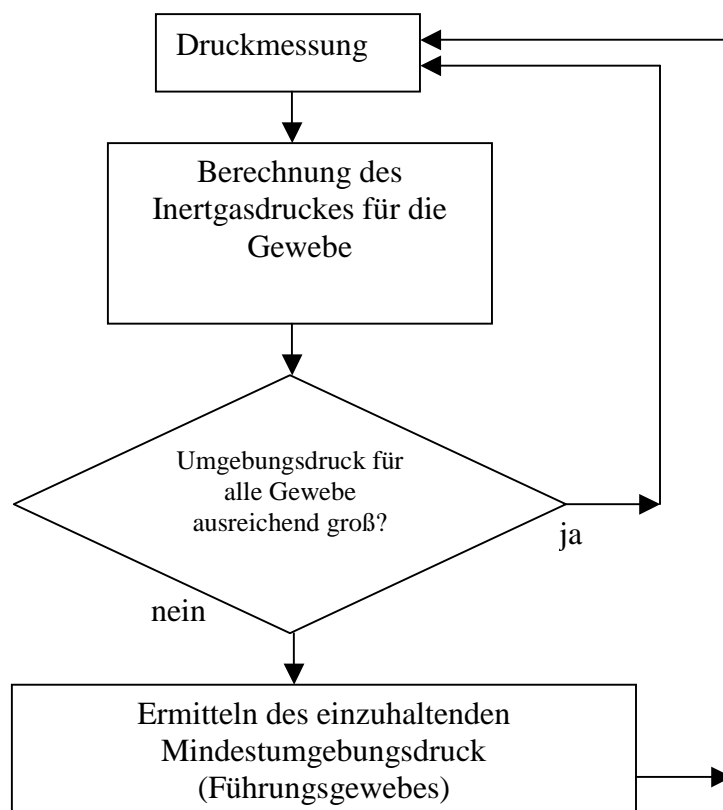 Druckmessung
Berechnung des
Inertgasdruckes für die
Gewebe
Umgebungsdruck für
alle Gewebe
ausreichend groß?
ja
nein
Ermitteln des einzuhaltenden
Mindestumgebungsdruck
(Führungsgewebes)